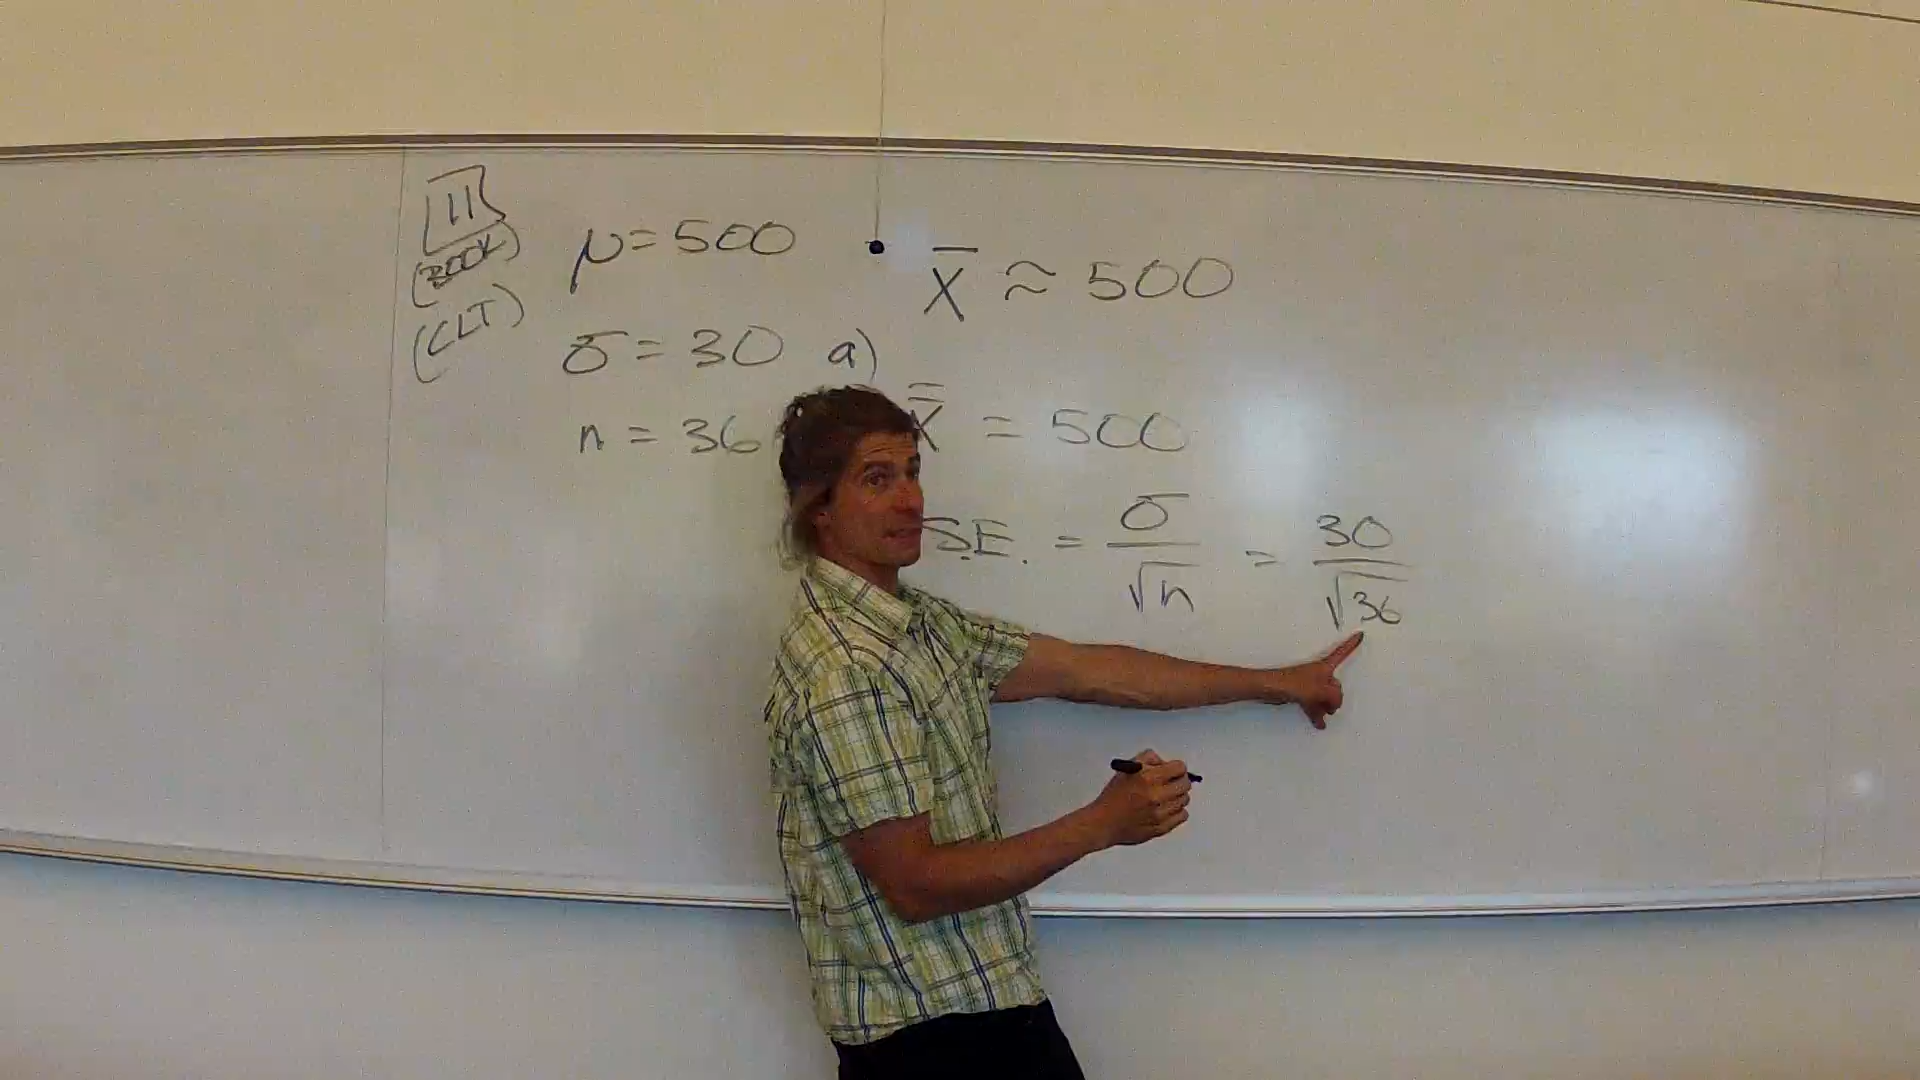 11
(BOOK)
(CLT)
μ = 500
σ = 30
n = 36
x̄ ≈ 500
a)
x̿ = 500
S.E. = σ/√n = 30/√36